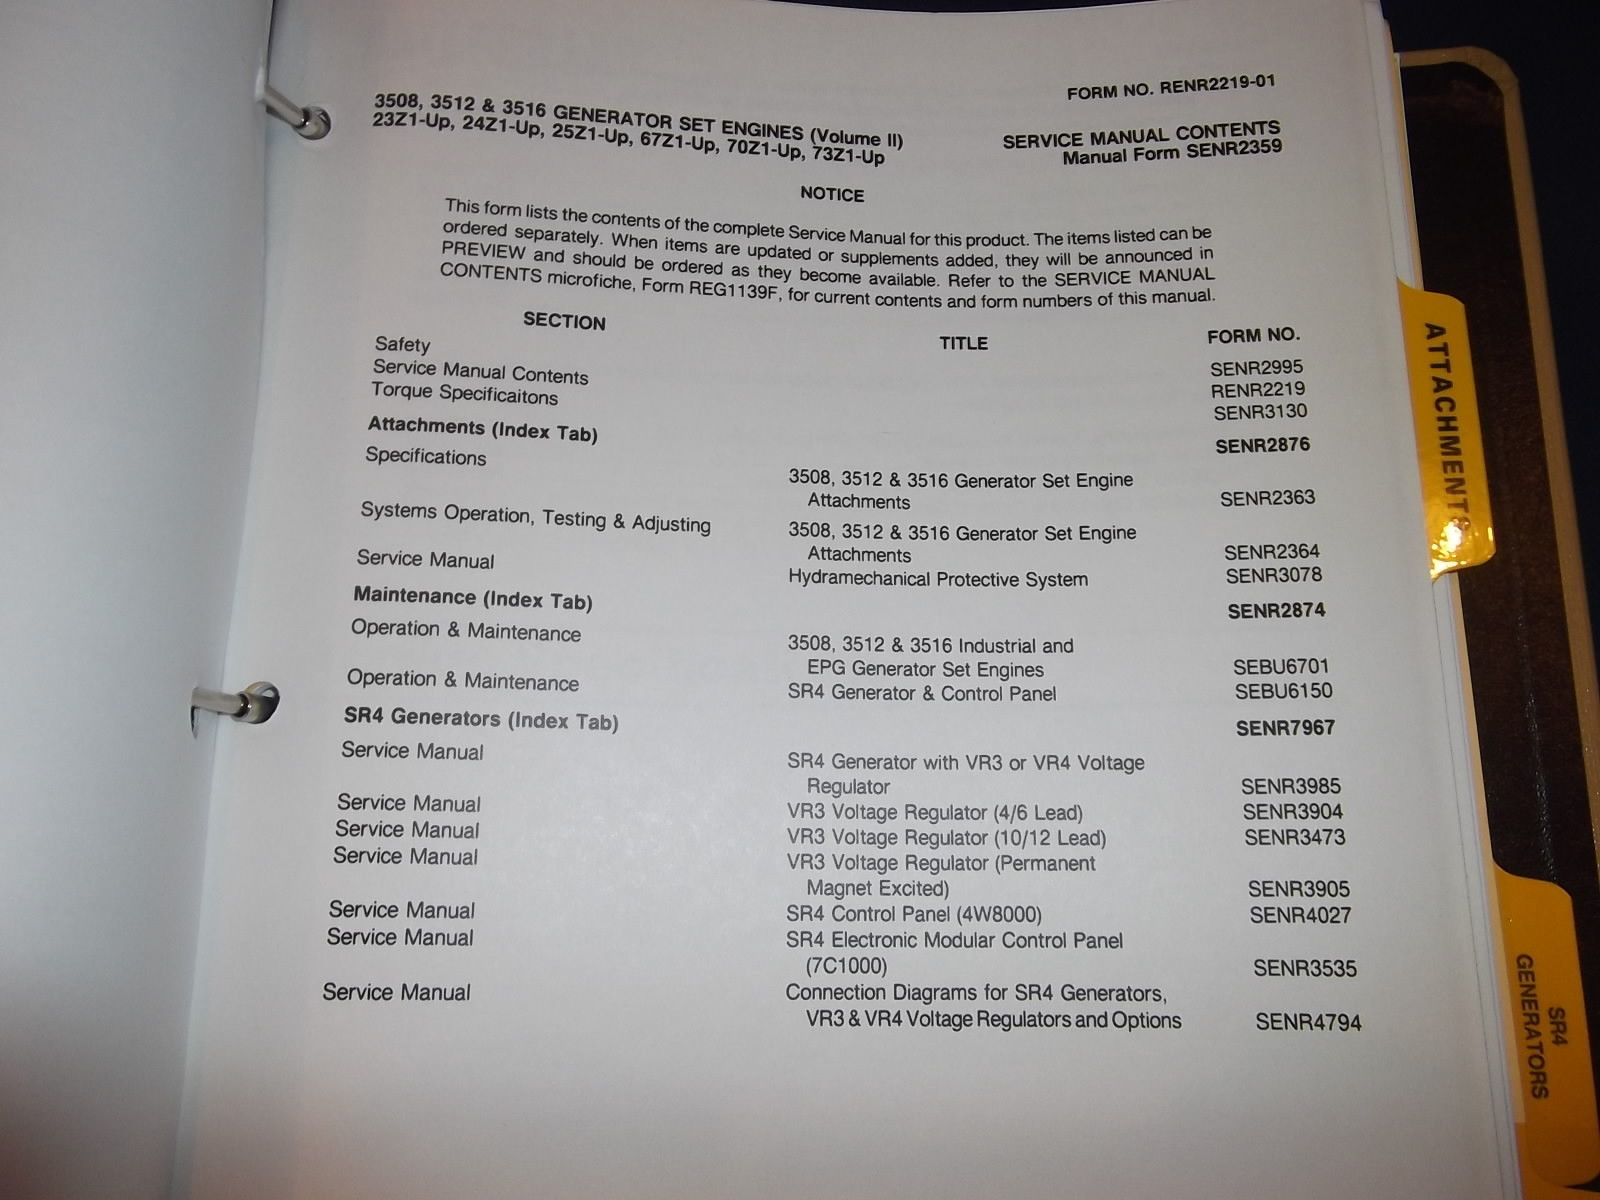 FORM NO. RENR2219-01
3508, 3512 & 3516 GENERATOR SET ENGINES (Volume II)
23Z1-Up, 24Z1-Up, 25Z1-Up, 67Z1-Up, 70Z1-Up, 73Z1-Up
SERVICE MANUAL CONTENTS
Manual Form SENR2359
NOTICE
This form lists the contents of the complete Service Manual for this product. The items listed can be
ordered separately. When items are updated or supplements added, they will be announced in
PREVIEW and should be ordered as they become available. Refer to the SERVICE MANUAL
CONTENTS microfiche, Form REG1139F, for current contents and form numbers of this manual.
SECTION TITLE FORM NO.
Safety SENR2995
Service Manual Contents RENR2219
Torque Specificaitons SENR3130
Attachments (Index Tab) SENR2876
Specifications 3508, 3512 & 3516 Generator Set Engine
Attachments SENR2363
Systems Operation, Testing & Adjusting 3508, 3512 & 3516 Generator Set Engine
Attachments SENR2364
Service Manual Hydramechanical Protective System SENR3078
Maintenance (Index Tab) SENR2874
Operation & Maintenance 3508, 3512 & 3516 Industrial and
EPG Generator Set Engines SEBU6701
Operation & Maintenance SR4 Generator & Control Panel SEBU6150
SR4 Generators (Index Tab) SENR7967
Service Manual SR4 Generator with VR3 or VR4 Voltage
Regulator SENR3985
Service Manual VR3 Voltage Regulator (4/6 Lead) SENR3904
Service Manual VR3 Voltage Regulator (10/12 Lead) SENR3473
Service Manual VR3 Voltage Regulator (Permanent
Magnet Excited) SENR3905
Service Manual SR4 Control Panel (4W8000) SENR4027
Service Manual SR4 Electronic Modular Control Panel
(7C1000) SENR3535
Service Manual Connection Diagrams for SR4 Generators,
VR3 & VR4 Voltage Regulators and Options SENR4794
ATTACHMENTS
SR4
GENERATORS